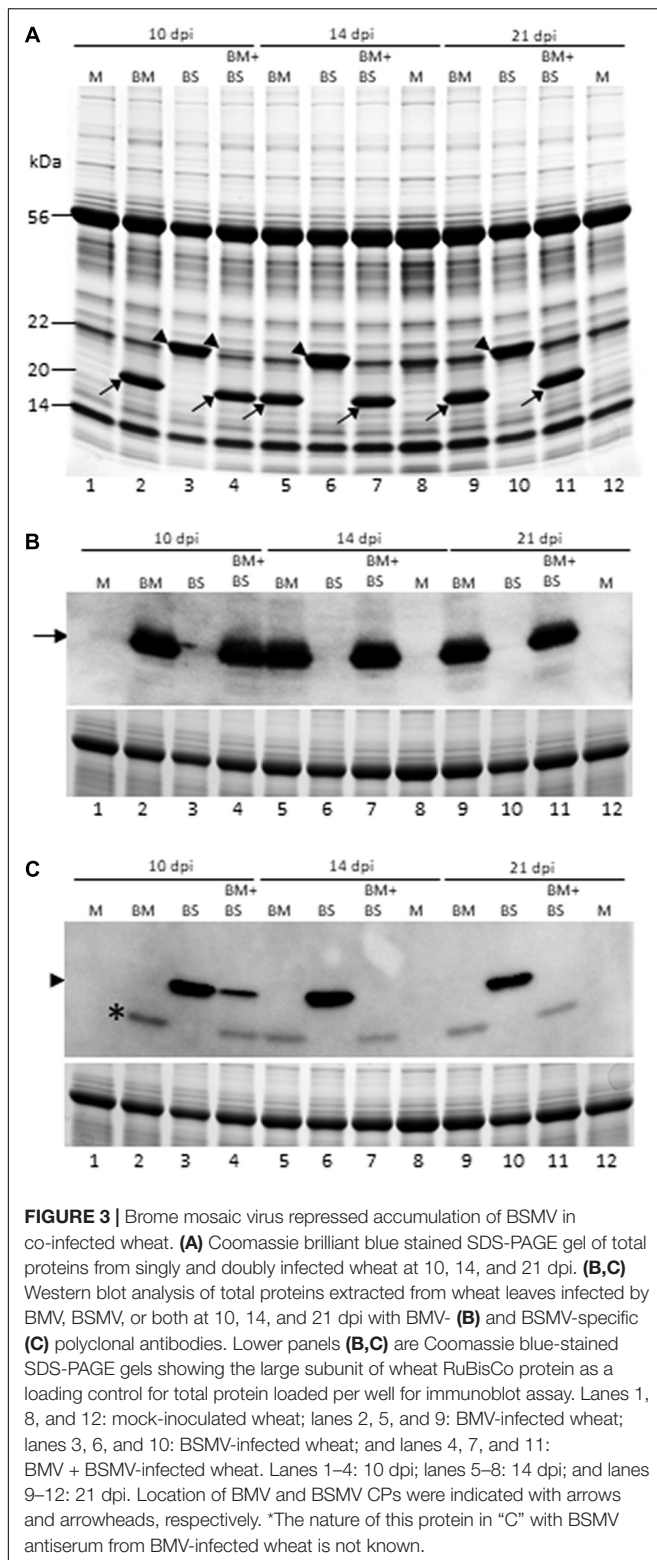 A
10 dpi 14 dpi 21 dpi
M BM BS BM+ BS BM BS BM+ BS M BM BS BM+ BS M
kDa
56
22
20
14
1 2 3 4 5 6 7 8 9 10 11 12
B
10 dpi 14 dpi 21 dpi
M BM BS BM+ BS BM BS BM+ BS M BM BS BM+ BS M
1 2 3 4 5 6 7 8 9 10 11 12
C
10 dpi 14 dpi 21 dpi
M BM BS BM+ BS BM BS BM+ BS M BM BS BM+ BS M
*
1 2 3 4 5 6 7 8 9 10 11 12
FIGURE 3 | Brome mosaic virus repressed accumulation of BSMV in
co-infected wheat. (A) Coomassie brilliant blue stained SDS-PAGE gel of total
proteins from singly and doubly infected wheat at 10, 14, and 21 dpi. (B,C)
Western blot analysis of total proteins extracted from wheat leaves infected by
BMV, BSMV, or both at 10, 14, and 21 dpi with BMV- (B) and BSMV-specific
(C) polyclonal antibodies. Lower panels (B,C) are Coomassie blue-stained
SDS-PAGE gels showing the large subunit of wheat RuBisCo protein as a
loading control for total protein loaded per well for immunoblot assay. Lanes 1,
8, and 12: mock-inoculated wheat; lanes 2, 5, and 9: BMV-infected wheat;
lanes 3, 6, and 10: BSMV-infected wheat; and lanes 4, 7, and 11:
BMV + BSMV-infected wheat. Lanes 1–4: 10 dpi; lanes 5–8: 14 dpi; and lanes
9–12: 21 dpi. Location of BMV and BSMV CPs were indicated with arrows
and arrowheads, respectively. *The nature of this protein in “C” with BSMV
antiserum from BMV-infected wheat is not known.